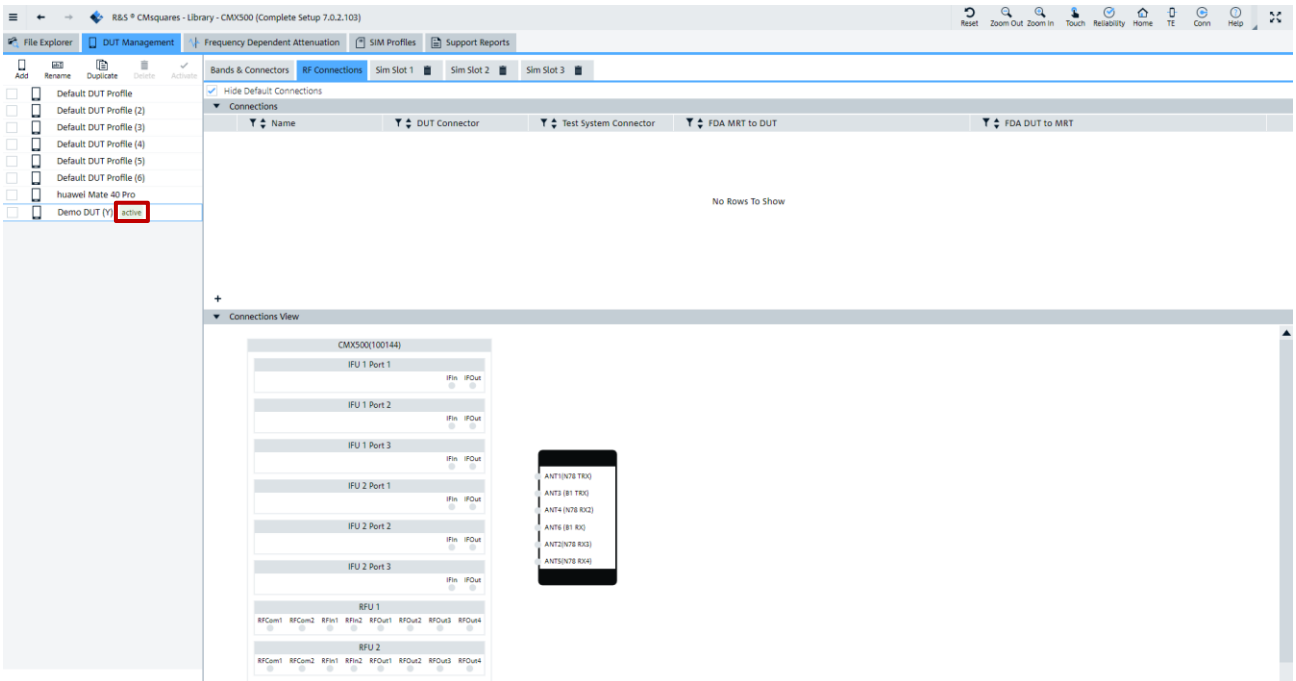 R&S ® CMsquares - Library - CMX500 (Complete Setup 7.0.2.103)
Reset Zoom Out Zoom In Touch Reliability Home TE Conn Help
File Explorer DUT Management Frequency Dependent Attenuation SIM Profiles Support Reports
Add Rename Duplicate Delete Activate
Bands & Connectors RF Connections Sim Slot 1 Sim Slot 2 Sim Slot 3
Default DUT Profile
Default DUT Profile (2)
Default DUT Profile (3)
Default DUT Profile (4)
Default DUT Profile (5)
Default DUT Profile (6)
huawei Mate 40 Pro
Demo DUT (Y) active
Hide Default Connections
Connections
Name DUT Connector Test System Connector FDA MRT to DUT FDA DUT to MRT
No Rows To Show
+
Connections View
CMX500(100144)
IFU 1 Port 1
IFIn IFOut
IFU 1 Port 2
IFIn IFOut
IFU 1 Port 3
IFIn IFOut
IFU 2 Port 1
IFIn IFOut
IFU 2 Port 2
IFIn IFOut
IFU 2 Port 3
IFIn IFOut
RFU 1
RFCom1 RFCom2 RFIn1 RFIn2 RFOut1 RFOut2 RFOut3 RFOut4
RFU 2
RFCom1 RFCom2 RFIn1 RFIn2 RFOut1 RFOut2 RFOut3 RFOut4
ANT1(N78 TRX)
ANT3 (B1 TRX)
ANT4 (N78 RX2)
ANT6 (B1 RX)
ANT2(N78 RX3)
ANT5(N78 RX4)